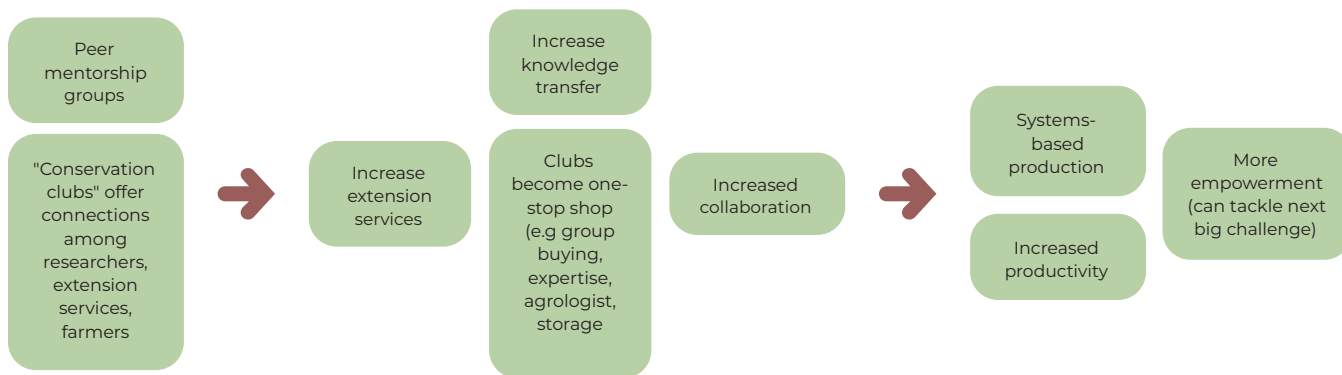 Peer
mentorship
groups
"Conservation
clubs" offer
connections
among
researchers,
extension
services,
farmers
Increase
extension
services
Increase
knowledge
transfer
Clubs
become one-
stop shop
(e.g group
buying,
expertise,
agrologist,
storage
Increased
collaboration
Systems-
based
production
Increased
productivity
More
empowerment
(can tackle next
big challenge)